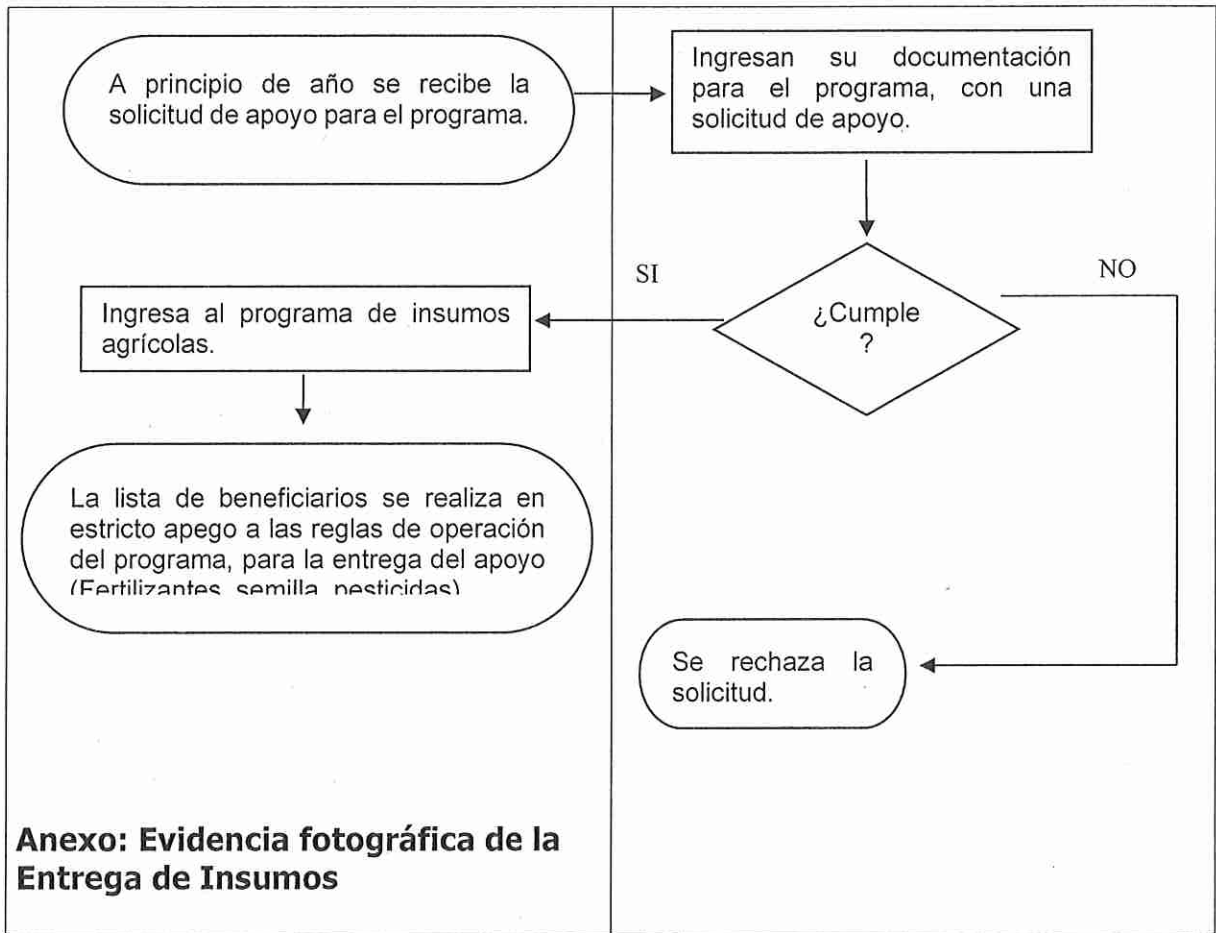 A principio de año se recibe la
solicitud de apoyo para el programa.
Ingresan su documentación
para el programa, con una
solicitud de apoyo.
¿Cumple
?
SI
NO
Ingresa al programa de insumos
agrícolas.
La lista de beneficiarios se realiza en
estricto apego a las reglas de operación
del programa, para la entrega del apoyo
(Fertilizantes semilla pesticidas)
Se rechaza la
solicitud.
Anexo: Evidencia fotográfica de la
Entrega de Insumos